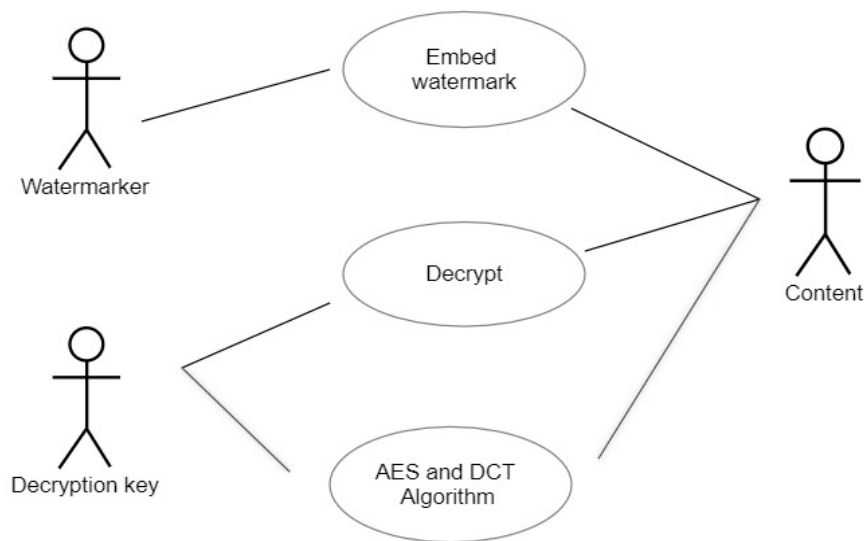 Embed
watermark
Watermarker
Decrypt
Content
Decryption key
AES and DCT
Algorithm